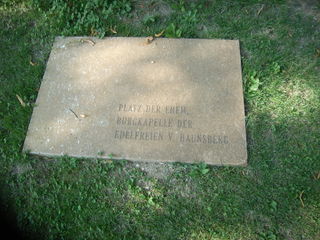 PLATZ DER EHEM.
BURGKAPELLE DER
EDELFREIEN V. HAUNSBERG